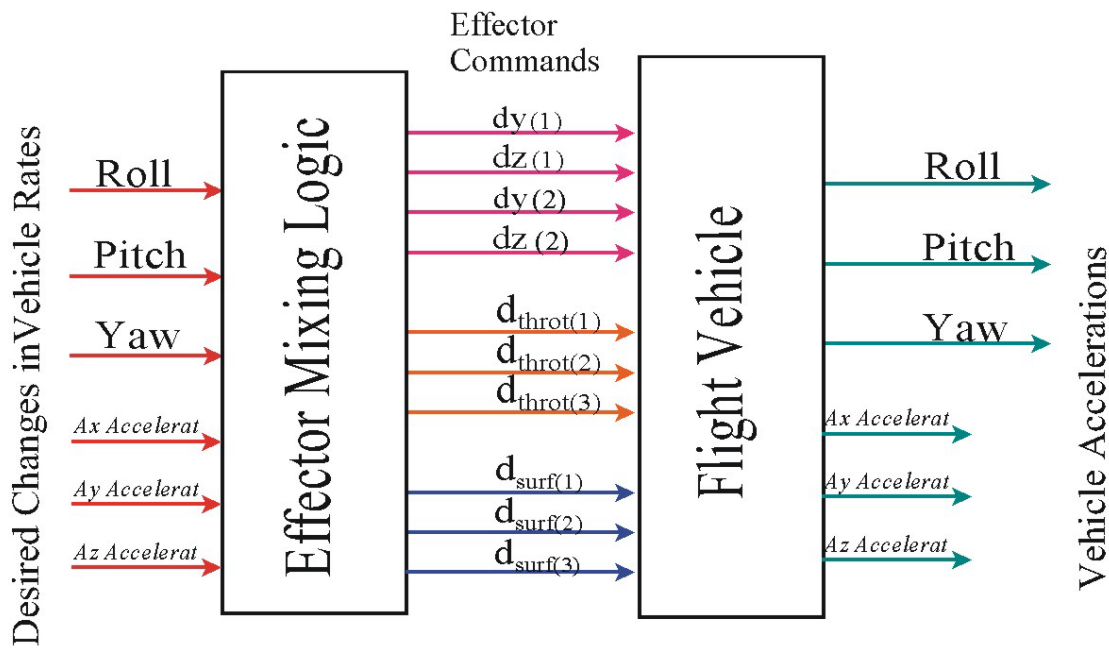 Effector
Commands
Desired Changes inVehicle Rates
Roll
Pitch
Yaw
Ax Accelerat
Ay Accelerat
Az Accelerat
Effector Mixing Logic
dy(1)
dz(1)
dy(2)
dz(2)
dthrot(1)
dthrot(2)
dthrot(3)
dsurf(1)
dsurf(2)
dsurf(3)
Flight Vehicle
Roll
Pitch
Yaw
Ax Accelerat
Ay Accelerat
Az Accelerat
Vehicle Accelerations